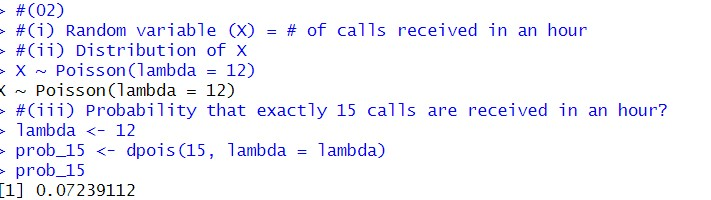 > #(02)
> #(i) Random variable (X) = # of calls received in an hour
> #(ii) Distribution of X
> X ~ Poisson(lambda = 12)
X ~ Poisson(lambda = 12)
> #(iii) Probability that exactly 15 calls are received in an hour?
> lambda <- 12
> prob_15 <- dpois(15, lambda = lambda)
> prob_15
[1] 0.07239112